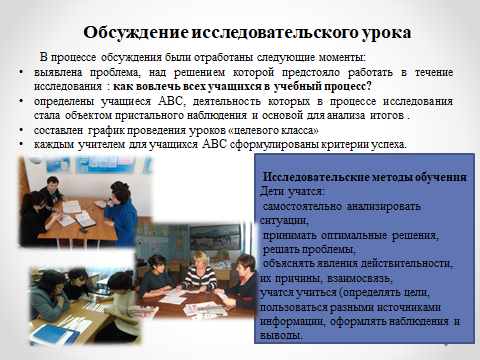 Обсуждение исследовательского урока
В процессе обсуждения были отработаны следующие моменты:
• выявлена проблема, над решением которой предстояло работать в течение
исследования : как вовлечь всех учащихся в учебный процесс?
• определены учащиеся АВС, деятельность которых в процессе исследования
стала объектом пристального наблюдения и основой для анализа итогов .
• составлен график проведения уроков «целевого класса»
• каждым учителем для учащихся АВС сформулированы критерии успеха.
Исследовательские методы обучения
Дети учатся:
самостоятельно анализировать
ситуации,
принимать оптимальные решения,
решать проблемы,
объяснять явления действительности,
их причины, взаимосвязь,
учатся учиться (определять цели,
пользоваться разными источниками
информации, оформлять наблюдения и
выводы.